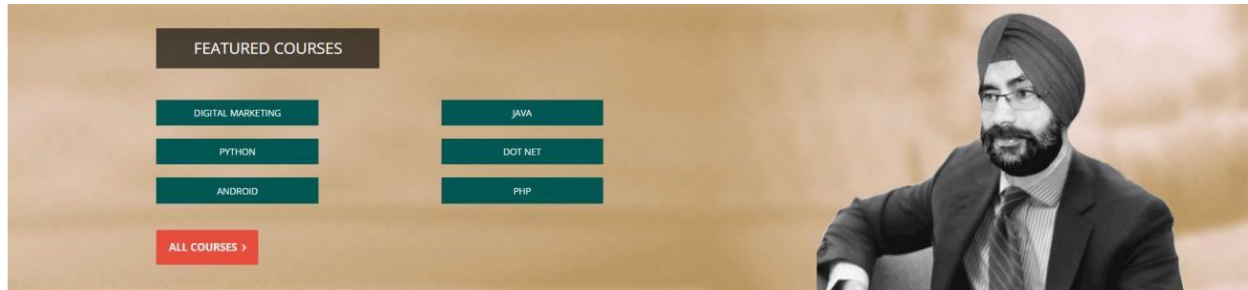 FEATURED COURSES
DIGITAL MARKETING
JAVA
PYTHON
DOT NET
ANDROID
PHP
ALL COURSES >